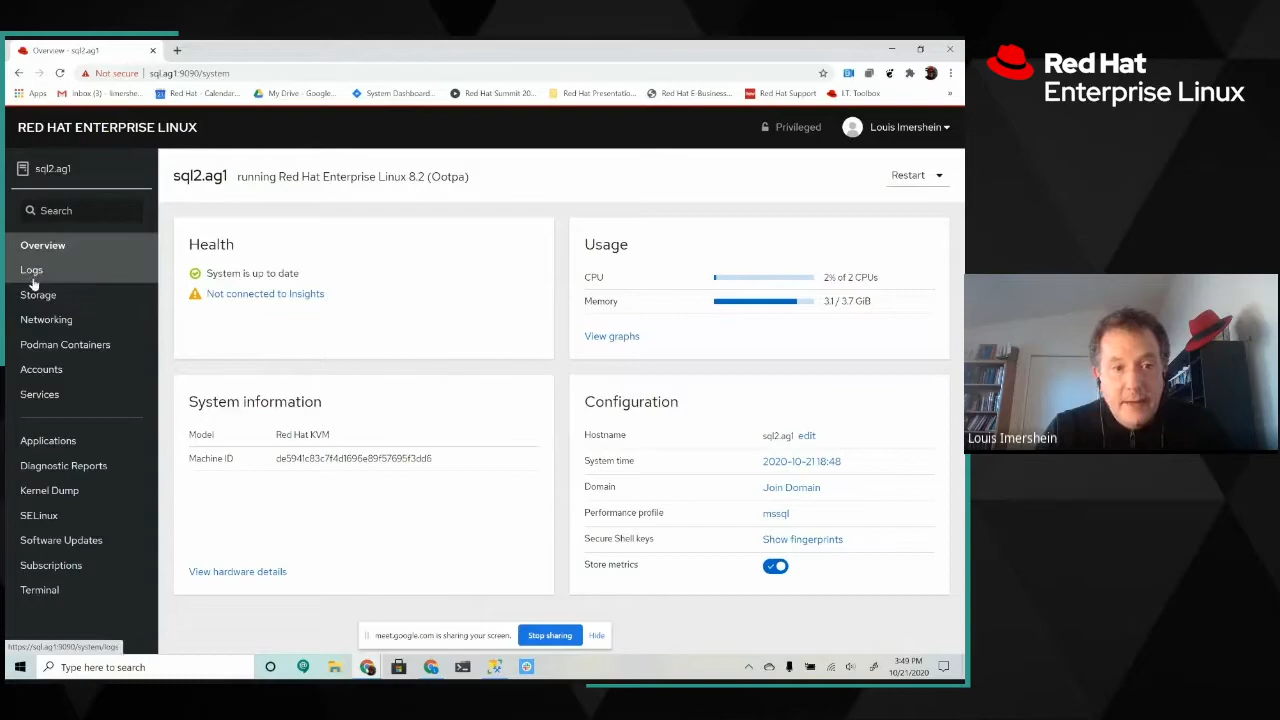 Overview - sql2.ag1
Not secure | sql.ag1:9090/system
Apps
Inbox (3) - limershe...
Red Hat - Calendar...
My Drive - Google...
System Dashboard...
Red Hat Summit 20...
Red Hat Presentatio...
Red Hat E-Business...
Red Hat Support
I.T. Toolbox
»
RED HAT ENTERPRISE LINUX
Privileged
Louis Imershein
sql2.ag1
Search
Overview
Logs
Storage
Networking
Podman Containers
Accounts
Services
Applications
Diagnostic Reports
Kernel Dump
SELinux
Software Updates
Subscriptions
Terminal
https://sql.ag1:9090/system/logs
sql2.ag1 running Red Hat Enterprise Linux 8.2 (Ootpa)
Restart
Health
System is up to date
Not connected to Insights
Usage
CPU 2% of 2 CPUs
Memory 3.1 / 3.7 GiB
View graphs
System information
Model Red Hat KVM
Machine ID de5941c83c7f4d1696e89f57695f3dd6
View hardware details
Configuration
Hostname sql2.ag1 edit
System time 2020-10-21 18:48
Domain Join Domain
Performance profile mssql
Secure Shell keys Show fingerprints
Store metrics
meet.google.com is sharing your screen. Stop sharing Hide
Type here to search
3:49 PM
10/21/2020
Red Hat
Enterprise Linux
Louis Imershein